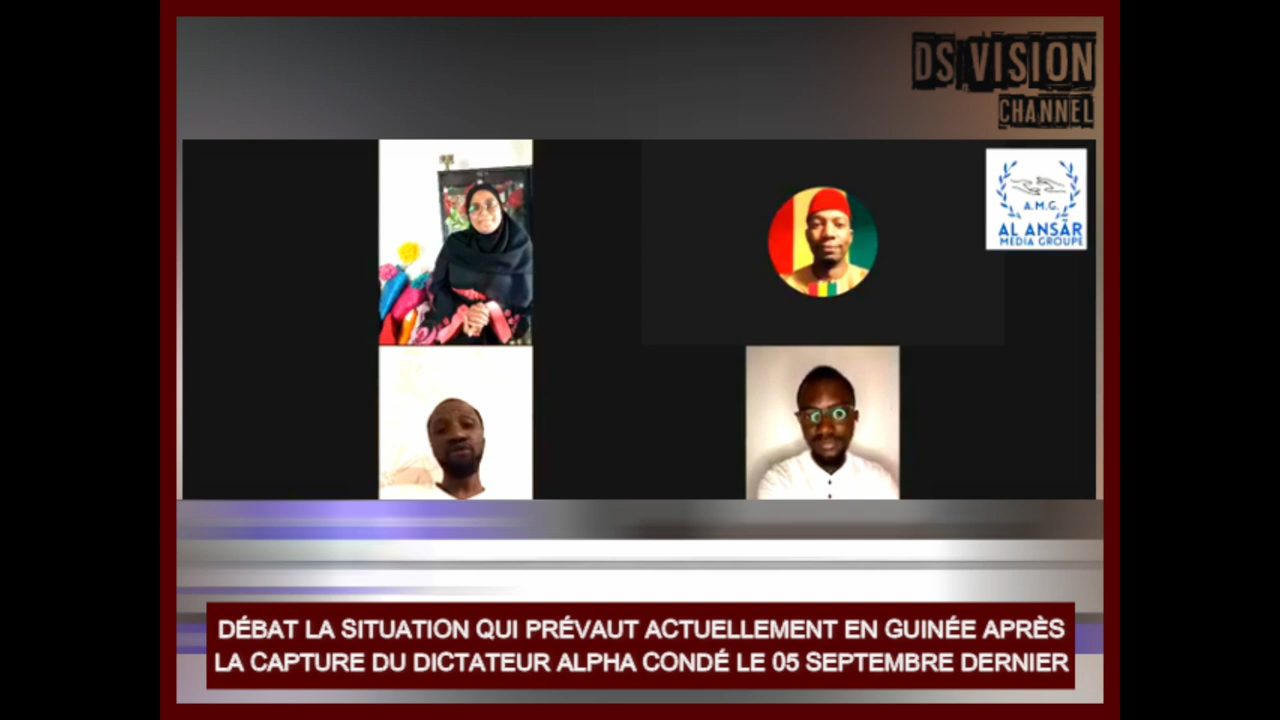 DS VISION
CHANNEL
A.M.G.
AL ANSĀR
MEDIA GROUPE
DÉBAT LA SITUATION QUI PRÉVAUT ACTUELLEMENT EN GUINÉE APRÈS
LA CAPTURE DU DICTATEUR ALPHA CONDÉ LE 05 SEPTEMBRE DERNIER